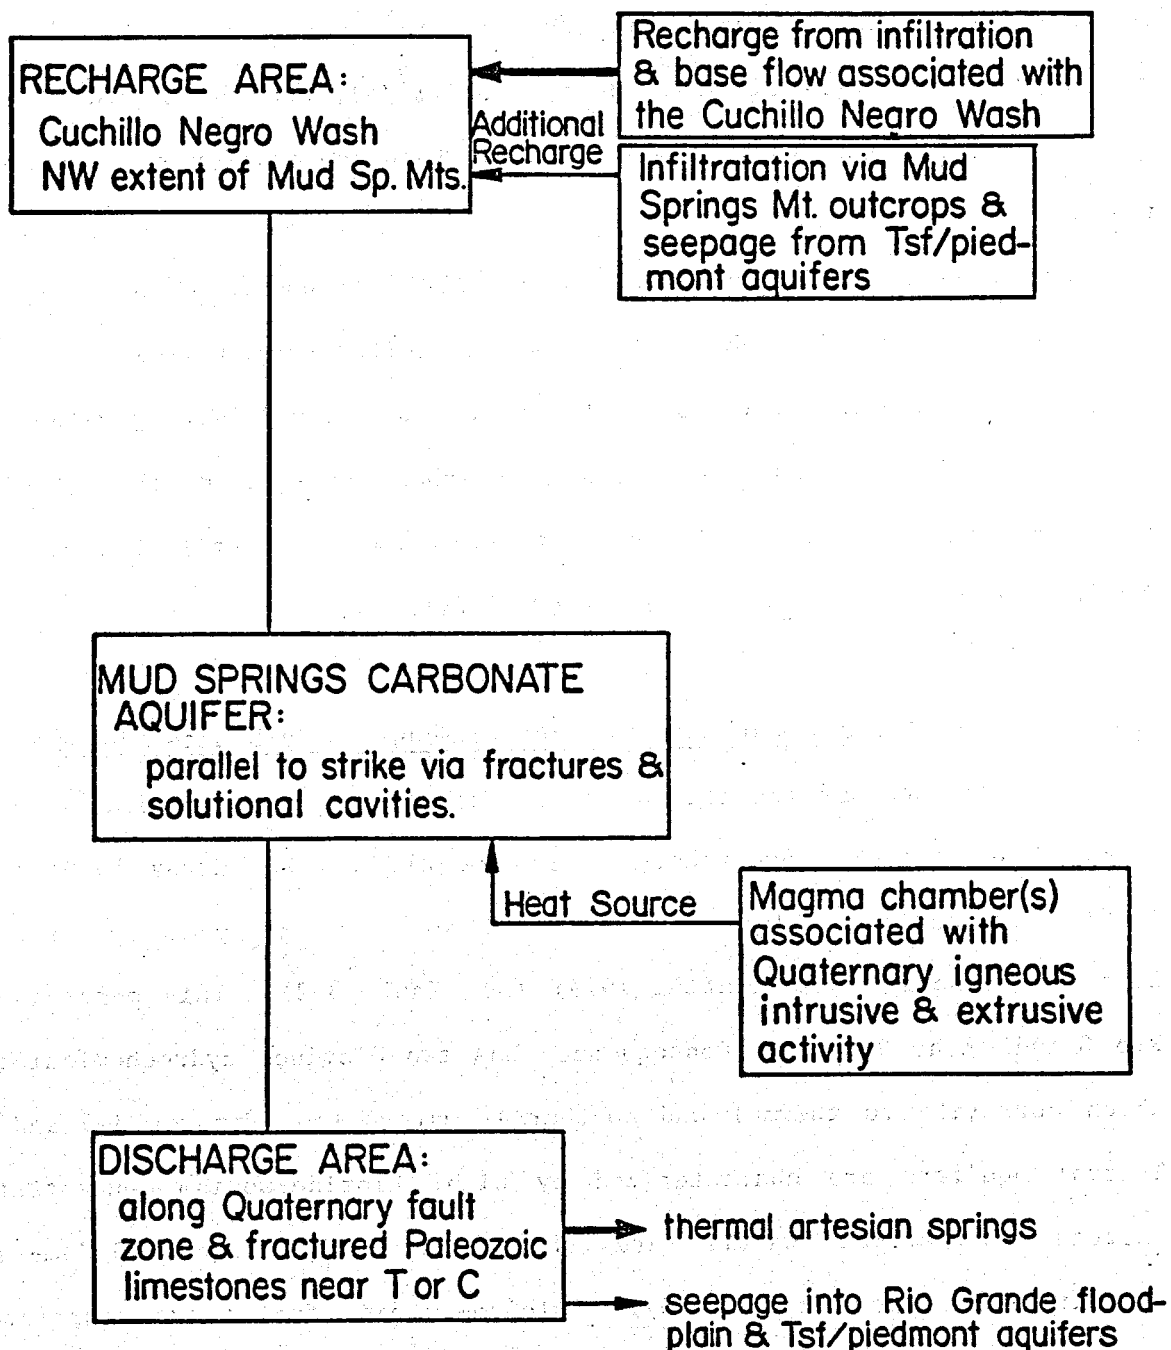 RECHARGE AREA:
Cuchillo Negro Wash
NW extent of Mud Sp. Mts.
Recharge from infiltration
& base flow associated with
the Cuchillo Negro Wash
Additional
Recharge
Infiltratation via Mud
Springs Mt. outcrops &
seepage from Tsf/pied-
mont aquifers
MUD SPRINGS CARBONATE
AQUIFER:
parallel to strike via fractures &
solutional cavities.
Heat Source
Magma chamber(s)
associated with
Quaternary igneous
intrusive & extrusive
activity
DISCHARGE AREA:
along Quaternary fault
zone & fractured Paleozoic
limestones near T or C
thermal artesian springs
seepage into Rio Grande flood-
plain & Tsf/piedmont aquifers